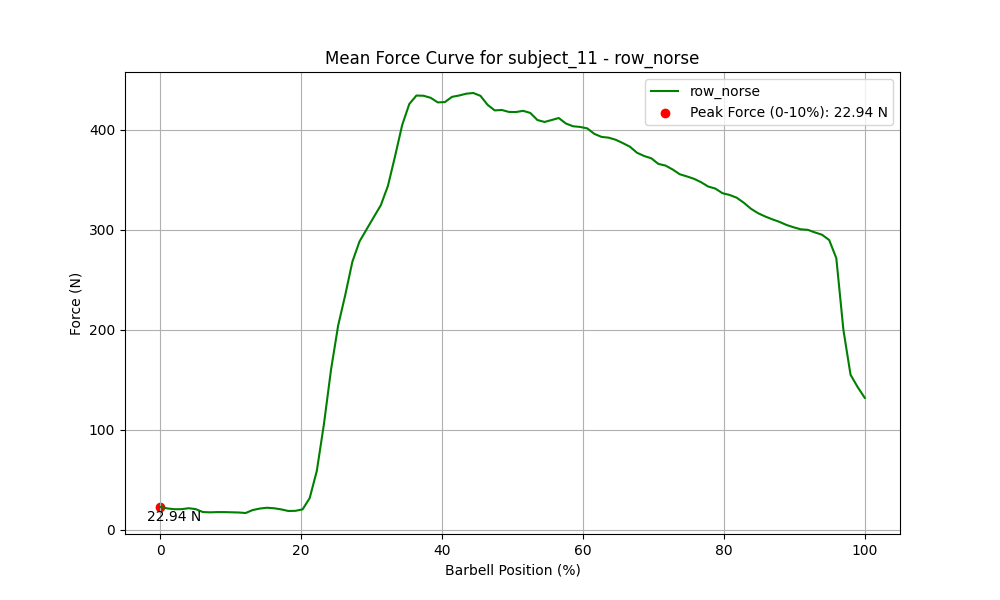 Mean Force Curve for subject_11 - row_norse
row_norse
Peak Force (0-10%): 22.94 N
Force (N)
400
300
200
100
0
22.94 N
0 20 40 60 80 100
Barbell Position (%)